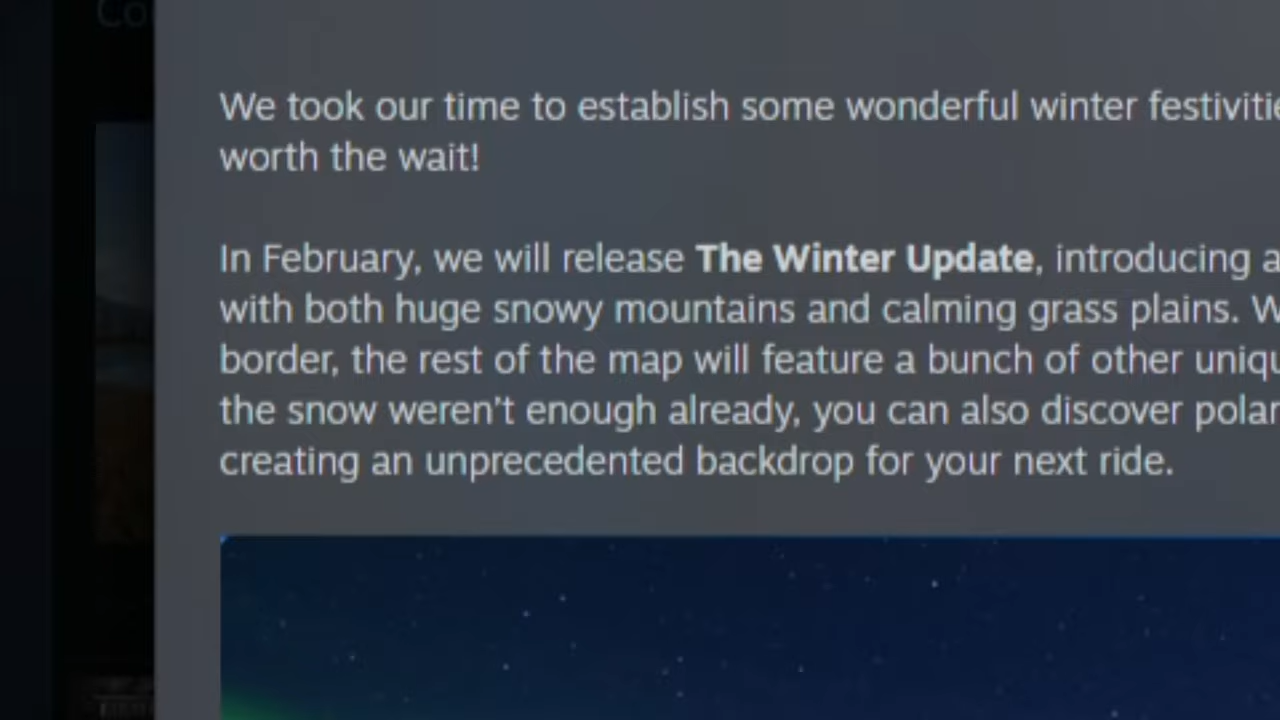 We took our time to establish some wonderful winter
worth the wait!
In February, we will release The Winter Update, introducing
with both huge snowy mountains and calming grass plains.
border, the rest of the map will feature a bunch of other
the snow weren't enough already, you can also discover
creating an unprecedented backdrop for your next ride.